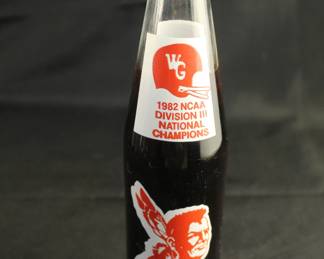 WG
1982 NCAA
DIVISION III
NATIONAL
CHAMPIONS